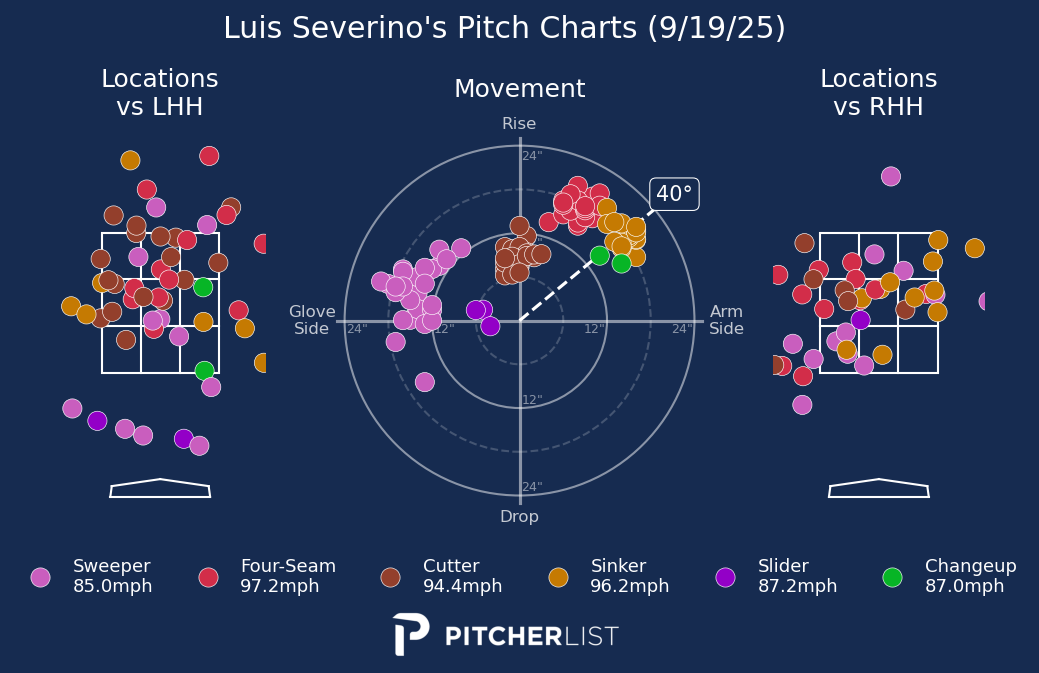 Luis Severino's Pitch Charts (9/19/25)
Locations
vs LHH
Movement
Locations
vs RHH
Rise
24"
40°
Glove
Side
24"
12"
12"
24"
Arm
Side
12"
24"
Drop
Sweeper
85.0mph
Four-Seam
97.2mph
Cutter
94.4mph
Sinker
96.2mph
Slider
87.2mph
Changeup
87.0mph
PITCHERLIST